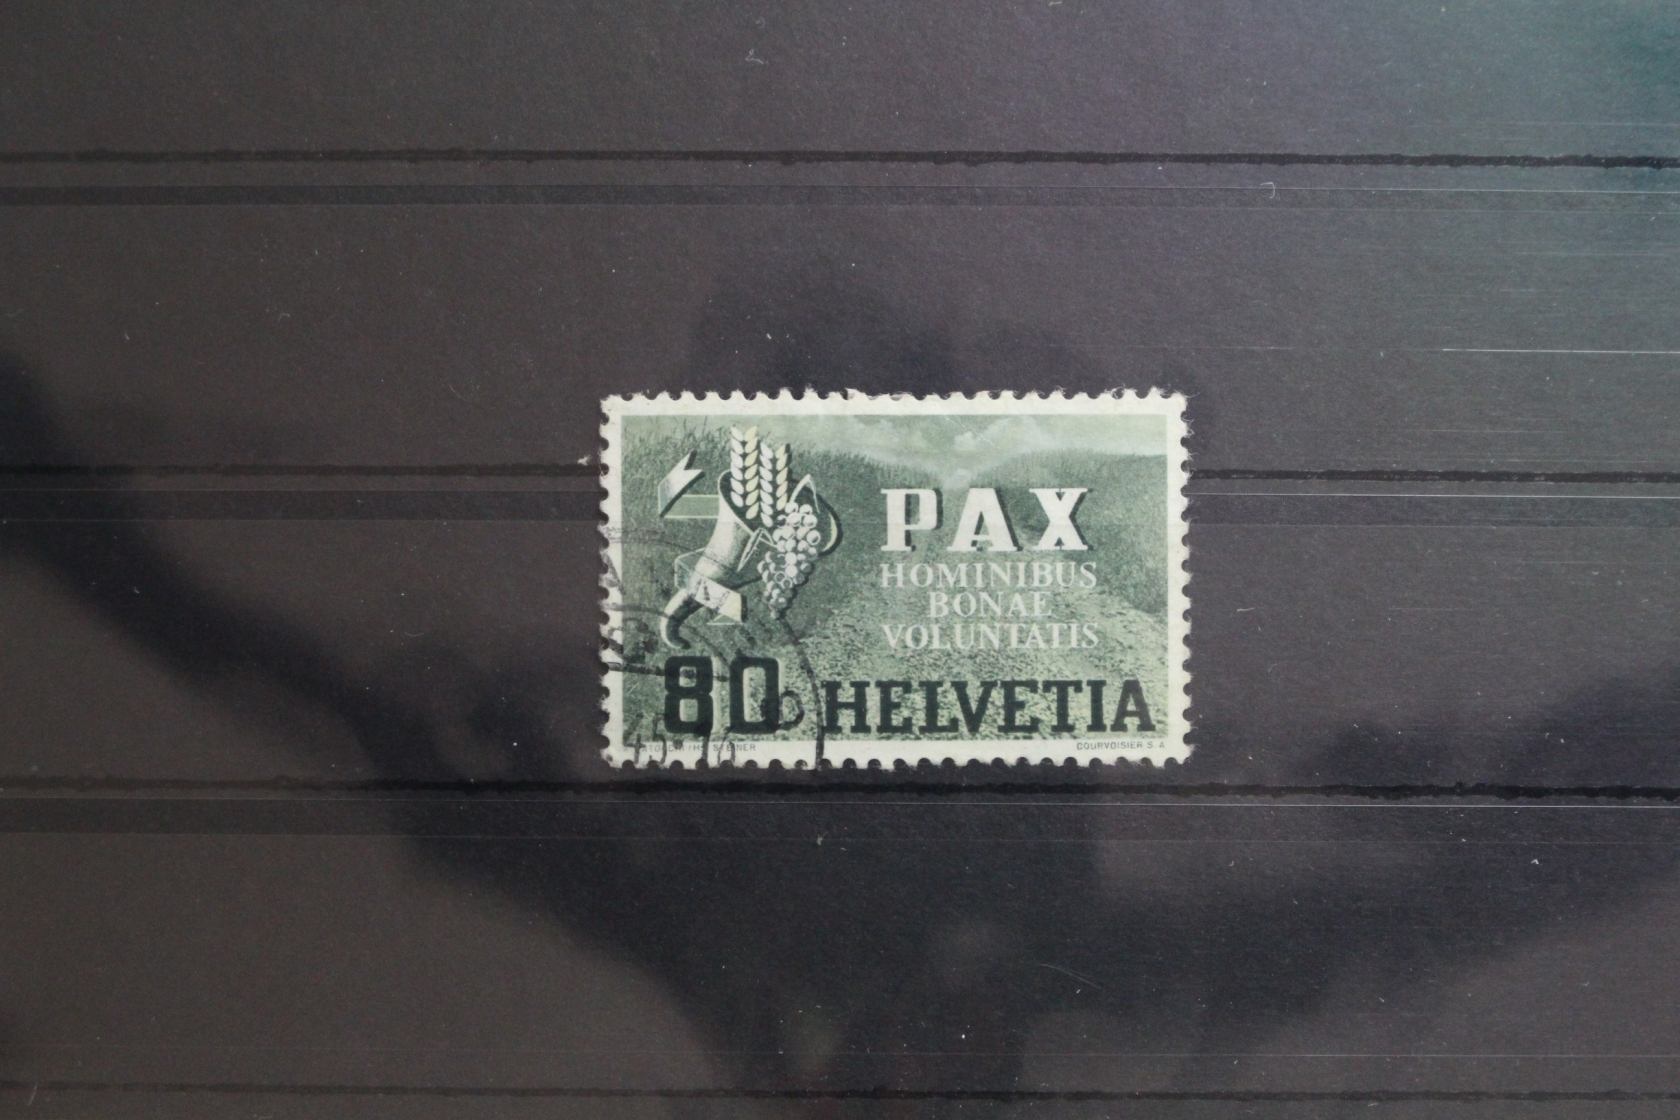 PAX
HOMINIBUS
BONAE
VOLUNTATIS
80 HELVETIA
COURVOISIER S.A